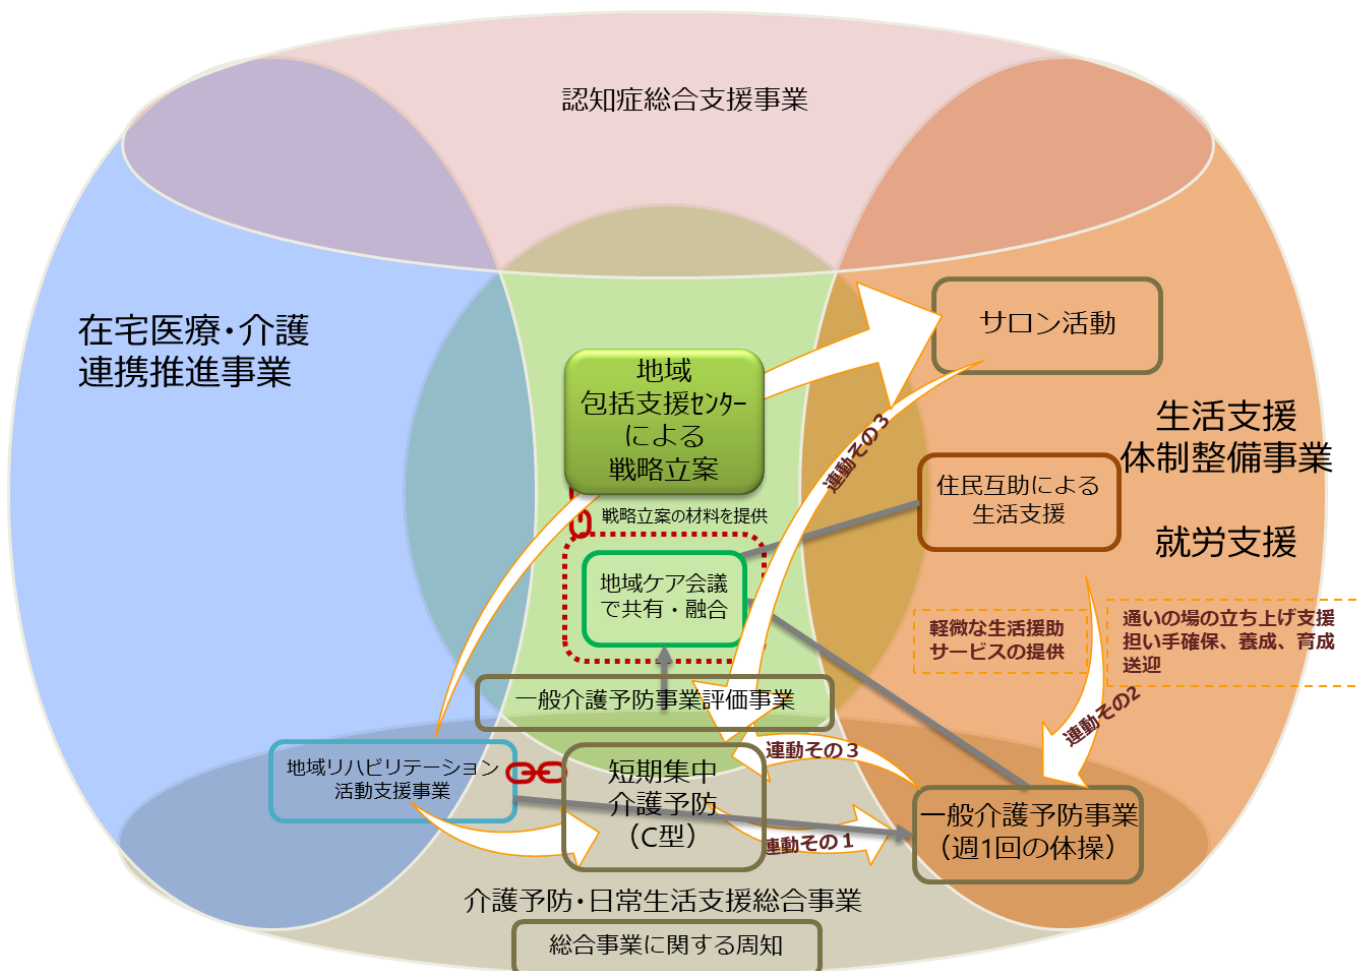 認知症総合支援事業
在宅医療・介護
連携推進事業
サロン活動
地域
包括支援ｾﾝﾀｰ
による
戦略立案
生活支援
体制整備事業
連動その３
住民互助による
生活支援
戦略立案の材料を提供
就労支援
地域ケア会議
で共有・融合
軽微な生活援助
サービスの提供
通いの場の立ち上げ支援
担い手確保、養成、育成
送迎
一般介護予防事業評価事業
連動その2
地域リハビリテーション
活動支援事業
短期集中
介護予防
（C型）
連動その３
連動その１
一般介護予防事業
（週1回の体操）
介護予防・日常生活支援総合事業
総合事業に関する周知